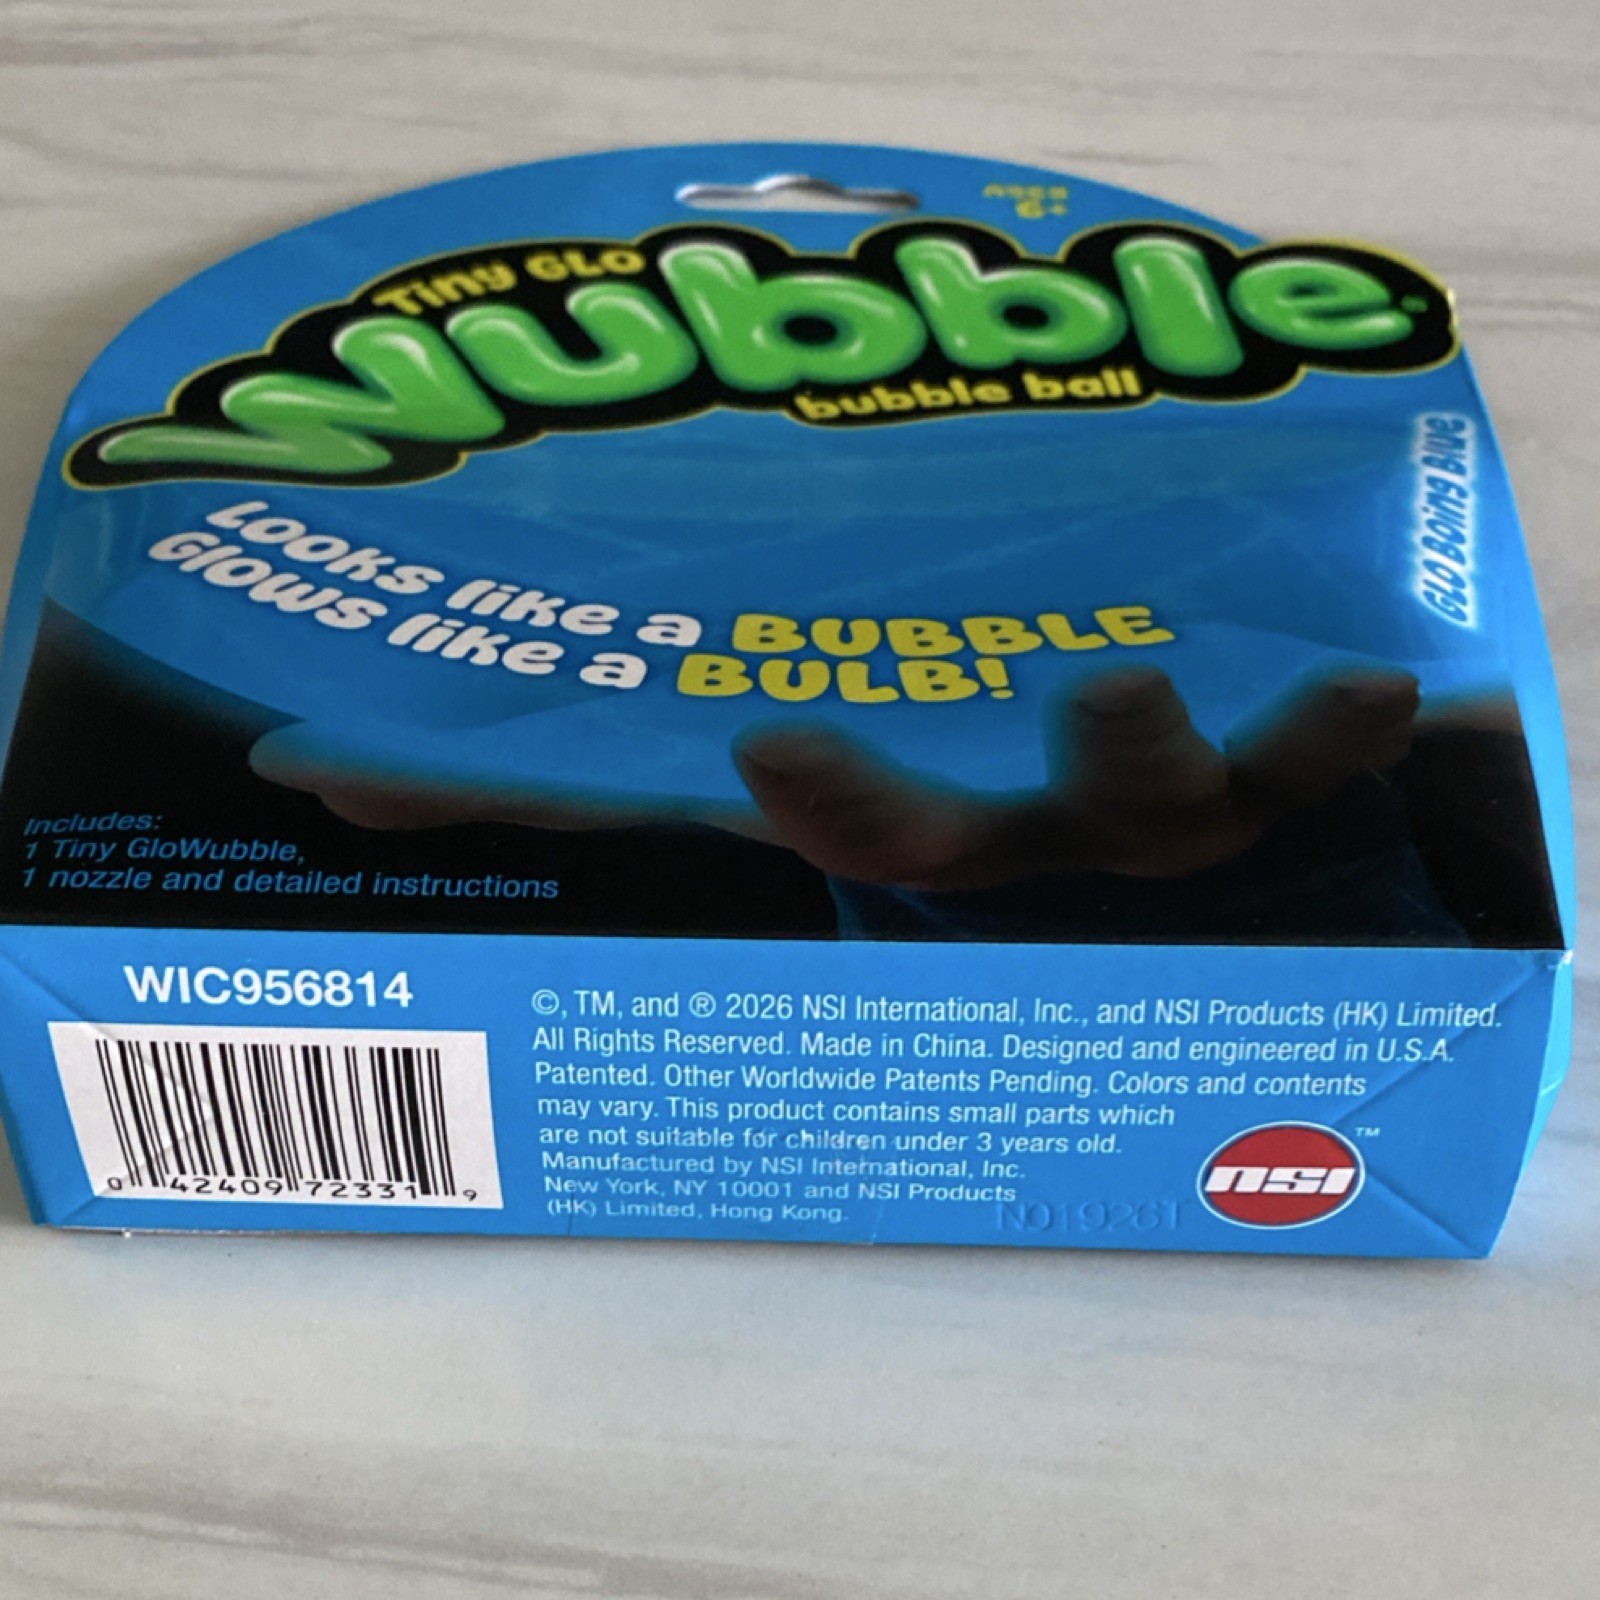 AGES
6+
Tiny GLO
Wubble®
bubble ball
GLO BOING BLUE
LOOKS like a BUBBLE
GLOWS like a BULB!
Includes:
1 Tiny GloWubble,
1 nozzle and detailed instructions
WIC956814
0 42409 72331 9
©, TM, and ® 2026 NSI International, Inc., and NSI Products (HK) Limited.
All Rights Reserved. Made in China. Designed and engineered in U.S.A.
Patented. Other Worldwide Patents Pending. Colors and contents
may vary. This product contains small parts which
are not suitable for children under 3 years old.
Manufactured by NSI International, Inc.
New York, NY 10001 and NSI Products
(HK) Limited, Hong Kong.
N01926T
nsi™